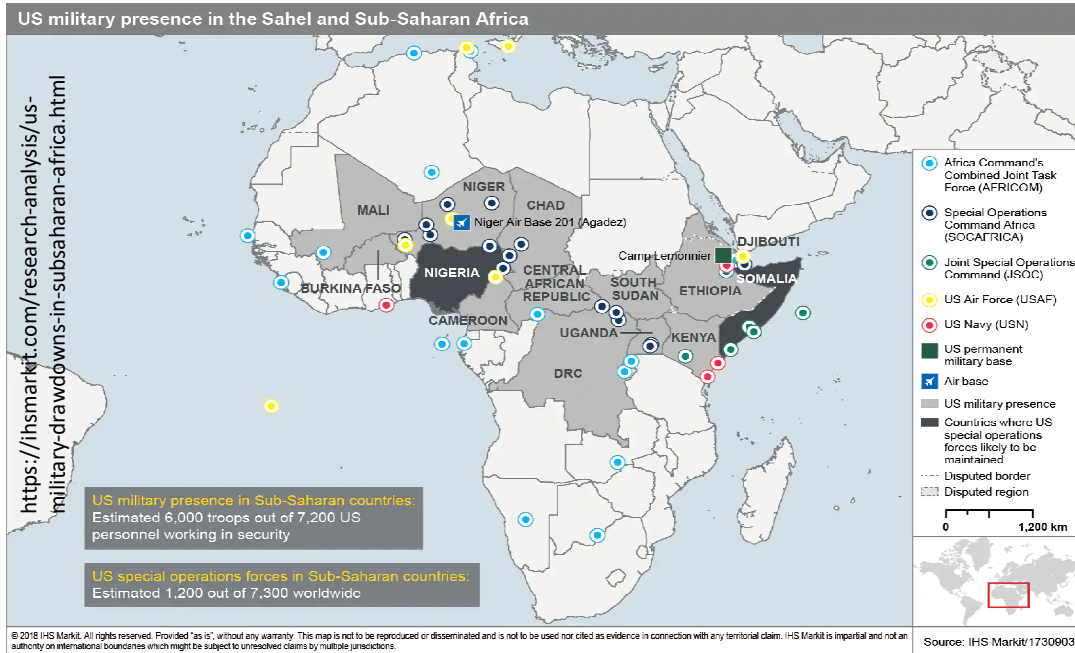 US military presence in the Sahel and Sub-Saharan Africa
https://ihsmarkit.com/research-analysis/us-
military-drawdowns-in-subsaharan-africa.html
NIGER
MALI
CHAD
Niger Air Base 201 (Agadez)
DJIBOUTI
Camp Lemonnier
NIGERIA
SOMALIA
BURKINA FASO
CENTRAL
AFRICAN
REPUBLIC
SOUTH
SUDAN
ETHIOPIA
CAMEROON
UGANDA
KENYA
DRC
Africa Command's
Combined Joint Task
Force (AFRICOM)
Special Operations
Command Africa
(SOCAFRICA)
Joint Special Operations
Command (JSOC)
US Air Force (USAF)
US Navy (USN)
US permanent
military base
Air base
US military presence
Countries where US
special operations
forces likely to be
maintained
Disputed border
Disputed region
0 1,200 km
US military presence in Sub-Saharan countries:
Estimated 6,000 troops out of 7,200 US
personnel working in security
US special operations forces in Sub-Saharan countries:
Estimated 1,200 out of 7,300 worldwide
© 2018 IHS Markit. All rights reserved. Provided "as is", without any warranty. This map is not to be reproduced or disseminated and is not to be used nor cited as evidence in connection with any territorial claim. IHS Markit is impartial and not an
authority on international boundaries which might be subject to unresolved claims by multiple jurisdictions.
Source: IHS Markit/1730903